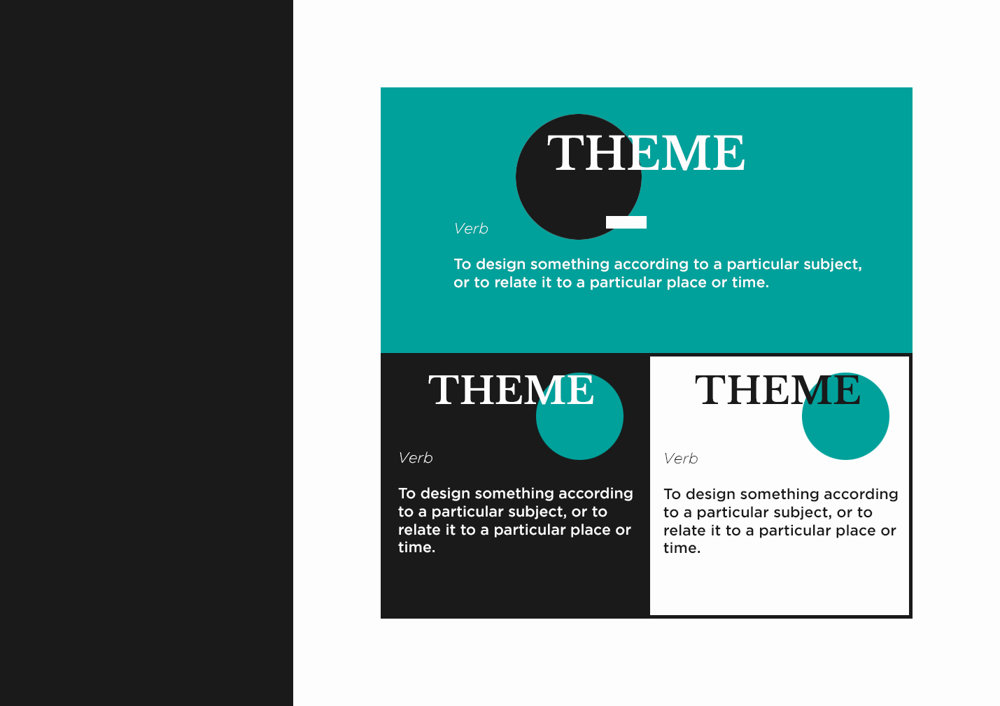 THEME
Verb
To design something according to a particular subject,
or to relate it to a particular place or time.
THEME
Verb
To design something according
to a particular subject, or to
relate it to a particular place or
time.
THEME
Verb
To design something according
to a particular subject, or to
relate it to a particular place or
time.